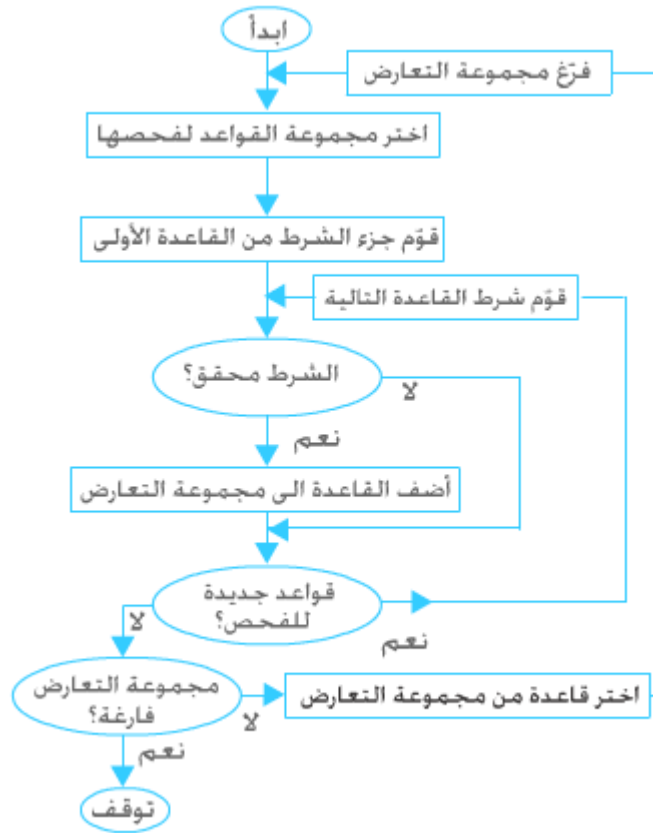 ابدأ
فرّغ مجموعة التعارض
اختر مجموعة القواعد لفحصها
قوّم جزء الشرط من القاعدة الأولى
قوّم شرط القاعدة التالية
الشرط محقق؟
لا
نعم
أضف القاعدة الى مجموعة التعارض
قواعد جديدة
للفحص؟
لا
نعم
مجموعة التعارض
فارغة؟
لا
اختر قاعدة من مجموعة التعارض
نعم
توقف